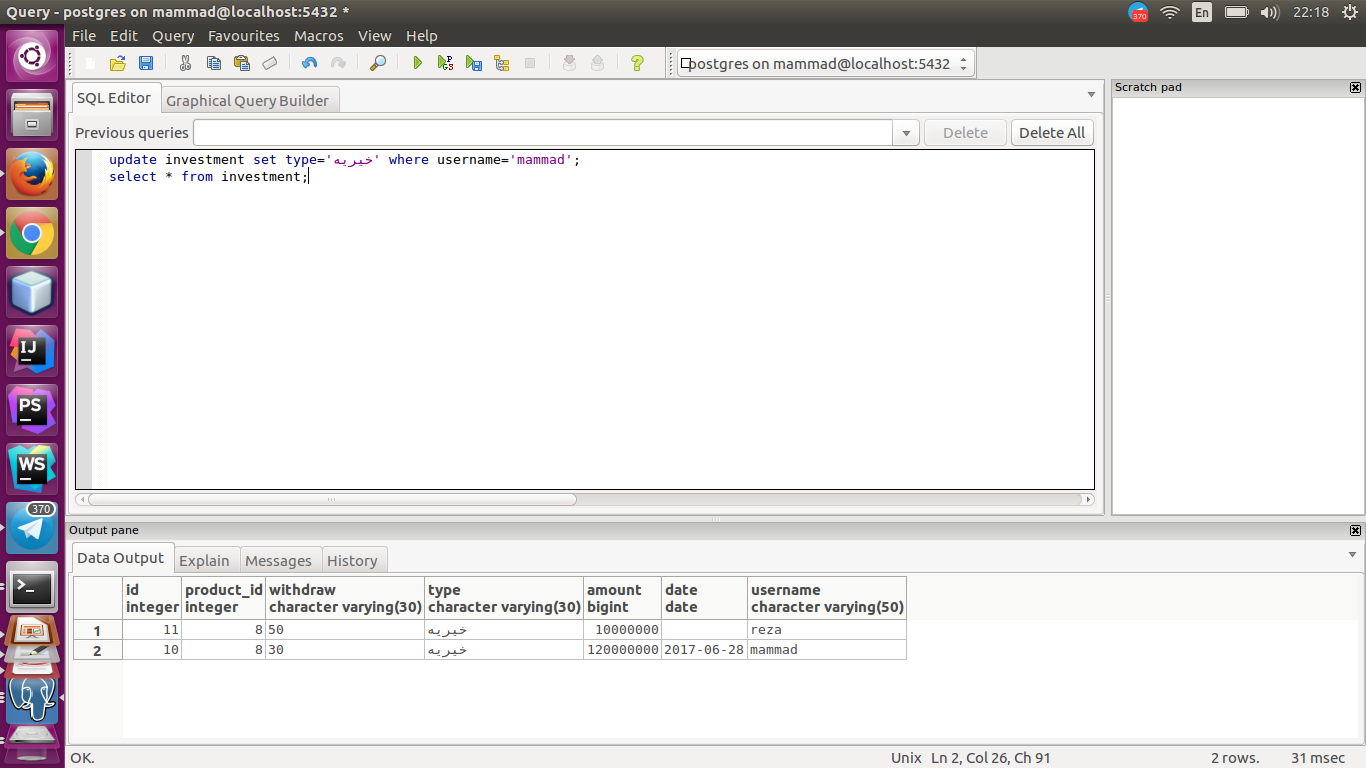 Query - postgres on mammad@localhost:5432 *
370
En
22:18
File Edit Query Favourites Macros View Help
postgres on mammad@localhost:5432
SQL Editor Graphical Query Builder
Scratch pad
Previous queries Delete Delete All
update investment set type='خیریه' where username='mammad';
select * from investment;
IJ
PS
WS
370
Output pane
Data Output Explain Messages History
id product_id withdraw type amount date username
integer integer character varying(30) character varying(30) bigint date character varying(50)
1 11 8 50 خیریه 10000000 reza
2 10 8 30 خیریه 120000000 2017-06-28 mammad
OK. Unix Ln 2, Col 26, Ch 91 2 rows. 31 msec